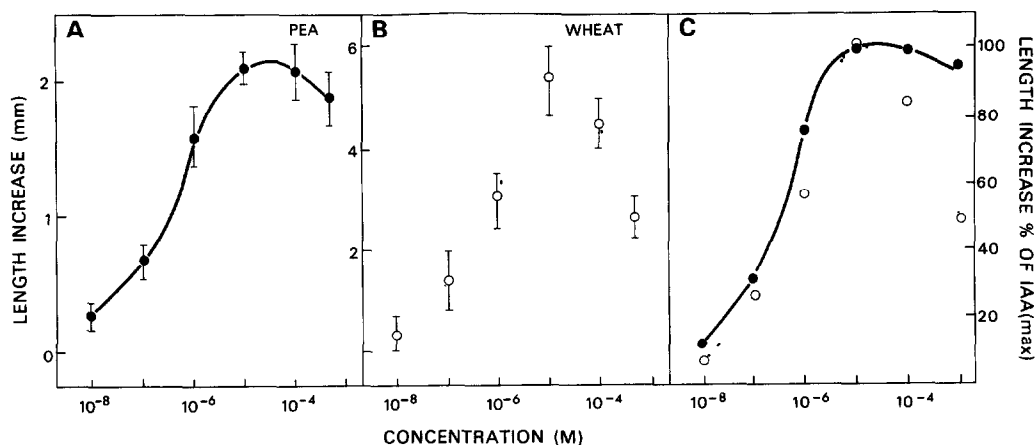 A
PEA
B
WHEAT
C
LENGTH INCREASE (mm)
2
1
0
6
4
2
100
80
60
40
20
LENGTH INCREASE % OF IAA(max)
10⁻⁸
10⁻⁶
10⁻⁴
10⁻⁸
10⁻⁶
10⁻⁴
10⁻⁸
10⁻⁶
10⁻⁴
CONCENTRATION (M)